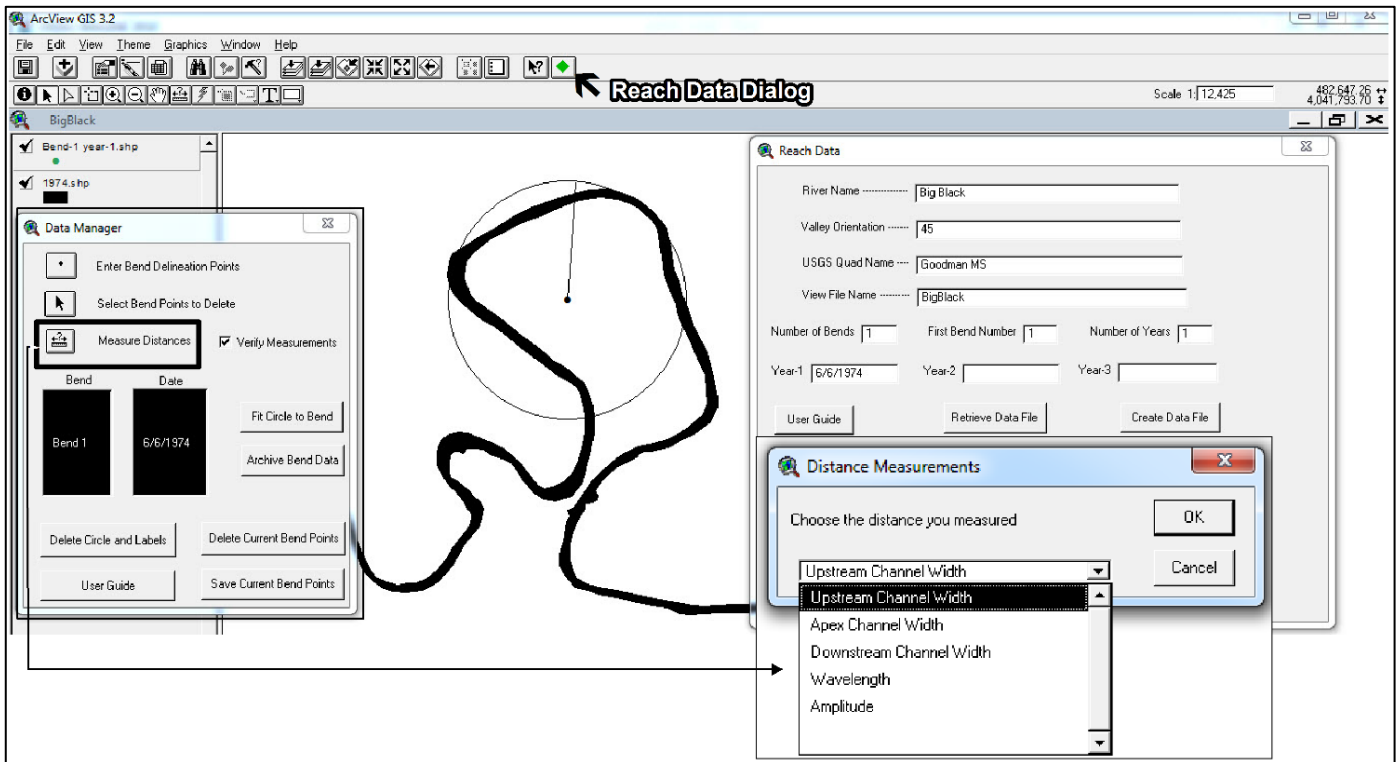 ArcView GIS 3.2
File Edit View Theme Graphics Window Help
Reach Data Dialog
Scale 1: 12,425
482,647.26
4,041,793.70
BigBlack
Bend-1 year-1.shp
1974.shp
Data Manager
Enter Bend Delineation Points
Select Bend Points to Delete
Measure Distances
Verify Measurements
Bend Date
Bend 1 6/6/1974
Fit Circle to Bend
Archive Bend Data
Delete Circle and Labels
Delete Current Bend Points
User Guide
Save Current Bend Points
Reach Data
River Name -------------- Big Black
Valley Orientation ------- 45
USGS Quad Name ---- Goodman MS
View File Name --------- BigBlack
Number of Bends 1 First Bend Number 1 Number of Years 1
Year-1 6/6/1974 Year-2 Year-3
User Guide Retrieve Data File Create Data File
Distance Measurements
Choose the distance you measured
OK
Cancel
Upstream Channel Width
Upstream Channel Width
Apex Channel Width
Downstream Channel Width
Wavelength
Amplitude